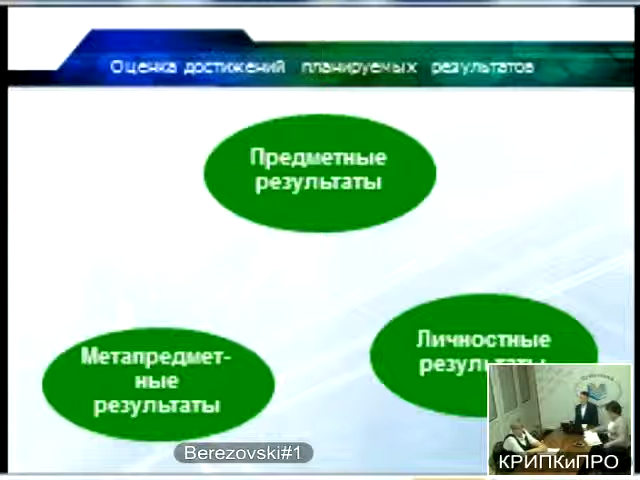 Оценка достижений планируемых результатов
Предметные
результаты
Личностные
результаты
Метапредмет-
ные
результаты
Berezovski#1
КРИПКиПРО